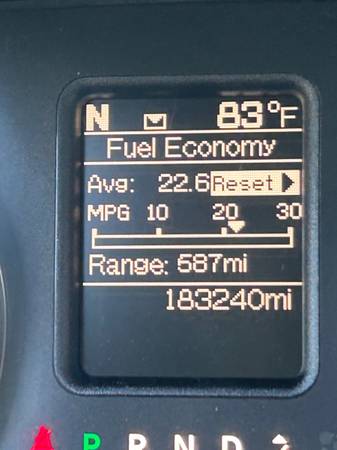 N 83°F
Fuel Economy
Avg: 22.6 Reset
MPG 10 20 30
Range: 587mi
183240mi
P R N D